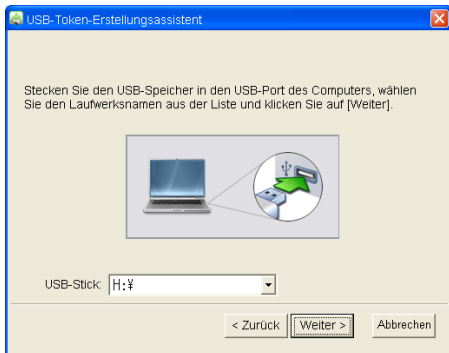 USB-Token-Erstellungsassistent
Stecken Sie den USB-Speicher in den USB-Port des Computers, wählen
Sie den Laufwerksnamen aus der Liste und klicken Sie auf [Weiter].
USB-Stick: H:¥
< Zurück Weiter > Abbrechen